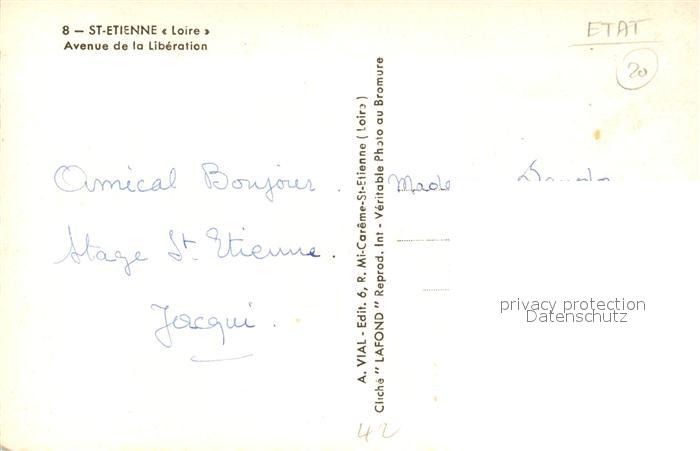 8 — ST-ETIENNE « Loire »
Avenue de la Libération
ETAT
20
Amical Bonjour.
Stage St. Etienne.
Jacqui.
A. VIAL - Edit. 6, R. Mi-Carême-St-Etienne (Loire)
Cliché " LAFOND " Reprod. Int - Véritable Photo au Bromure
Made
privacy protection
Datenschutz
42